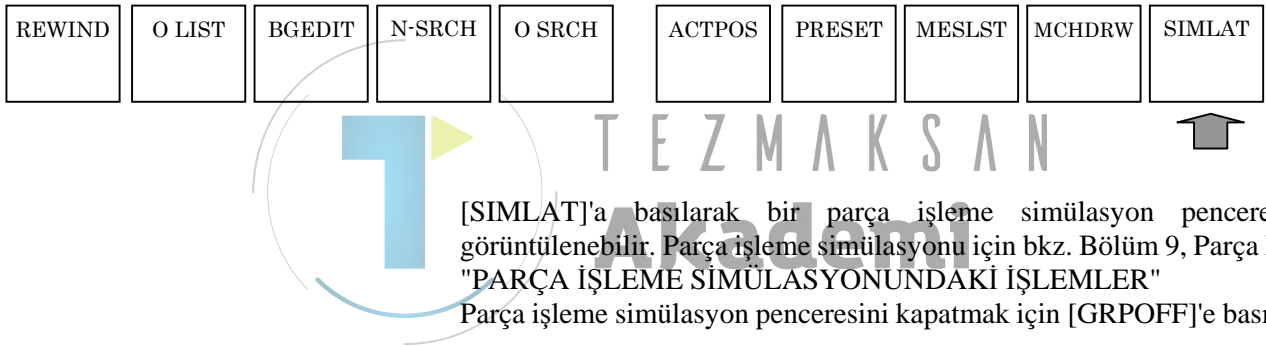 REWIND O LIST BGEDIT N-SRCH O SRCH ACTPOS PRESET MESLST MCHDRW SIMLAT
TEZMAKSAN
Akademi
[SIMLAT]'a basılarak bir parça işleme simülasyon
görüntülenebilir. Parça işleme simülasyonu için bkz. Bölüm 9, Parça
"PARÇA İŞLEME SİMÜLASYONUNDAKİ İŞLEMLER"
Parça işleme simülasyon penceresini kapatmak için [GRPOFF]'e